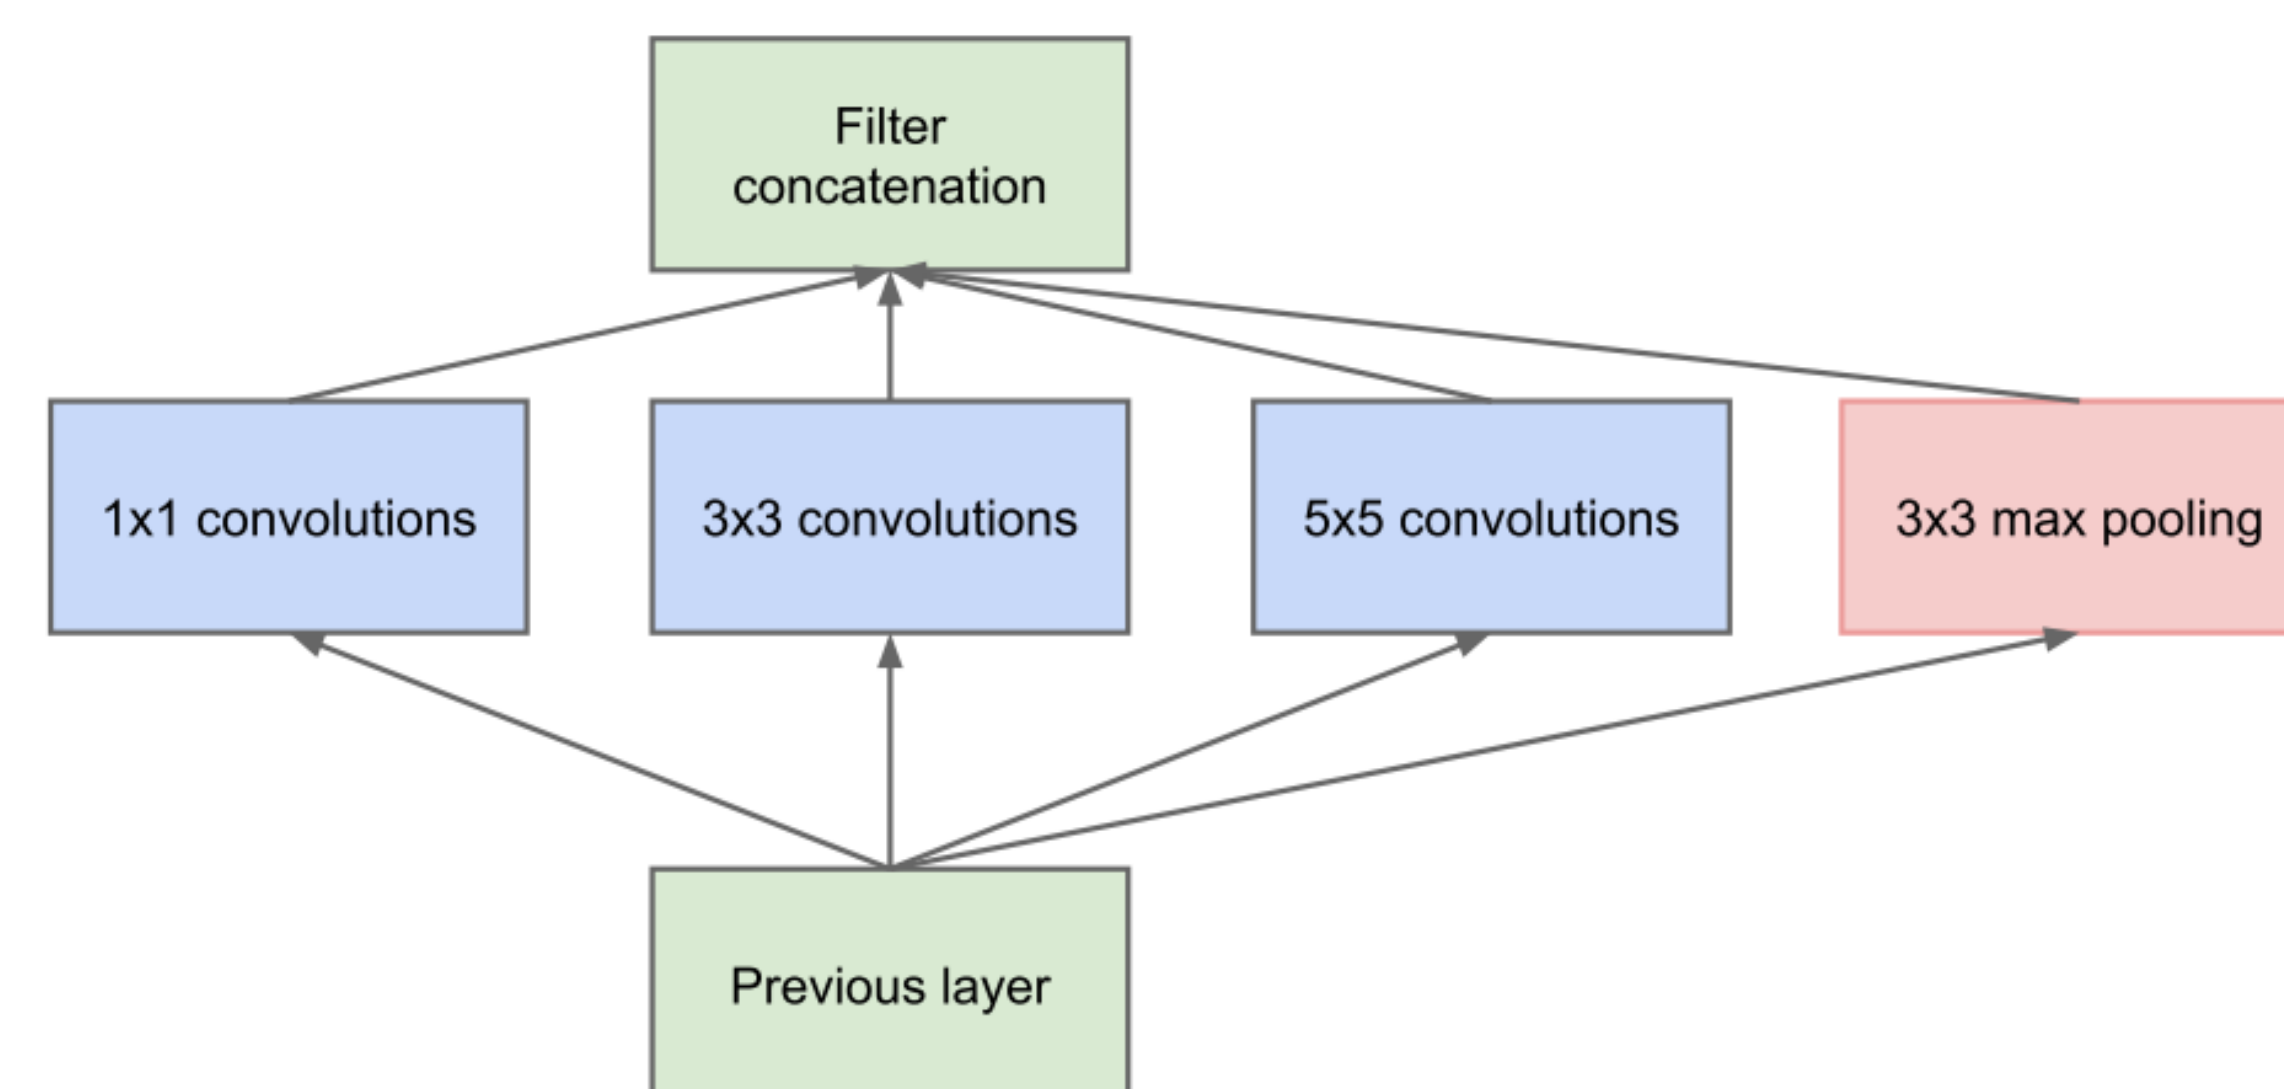 Filter
concatenation
1x1 convolutions
3x3 convolutions
5x5 convolutions
3x3 max pooling
Previous layer